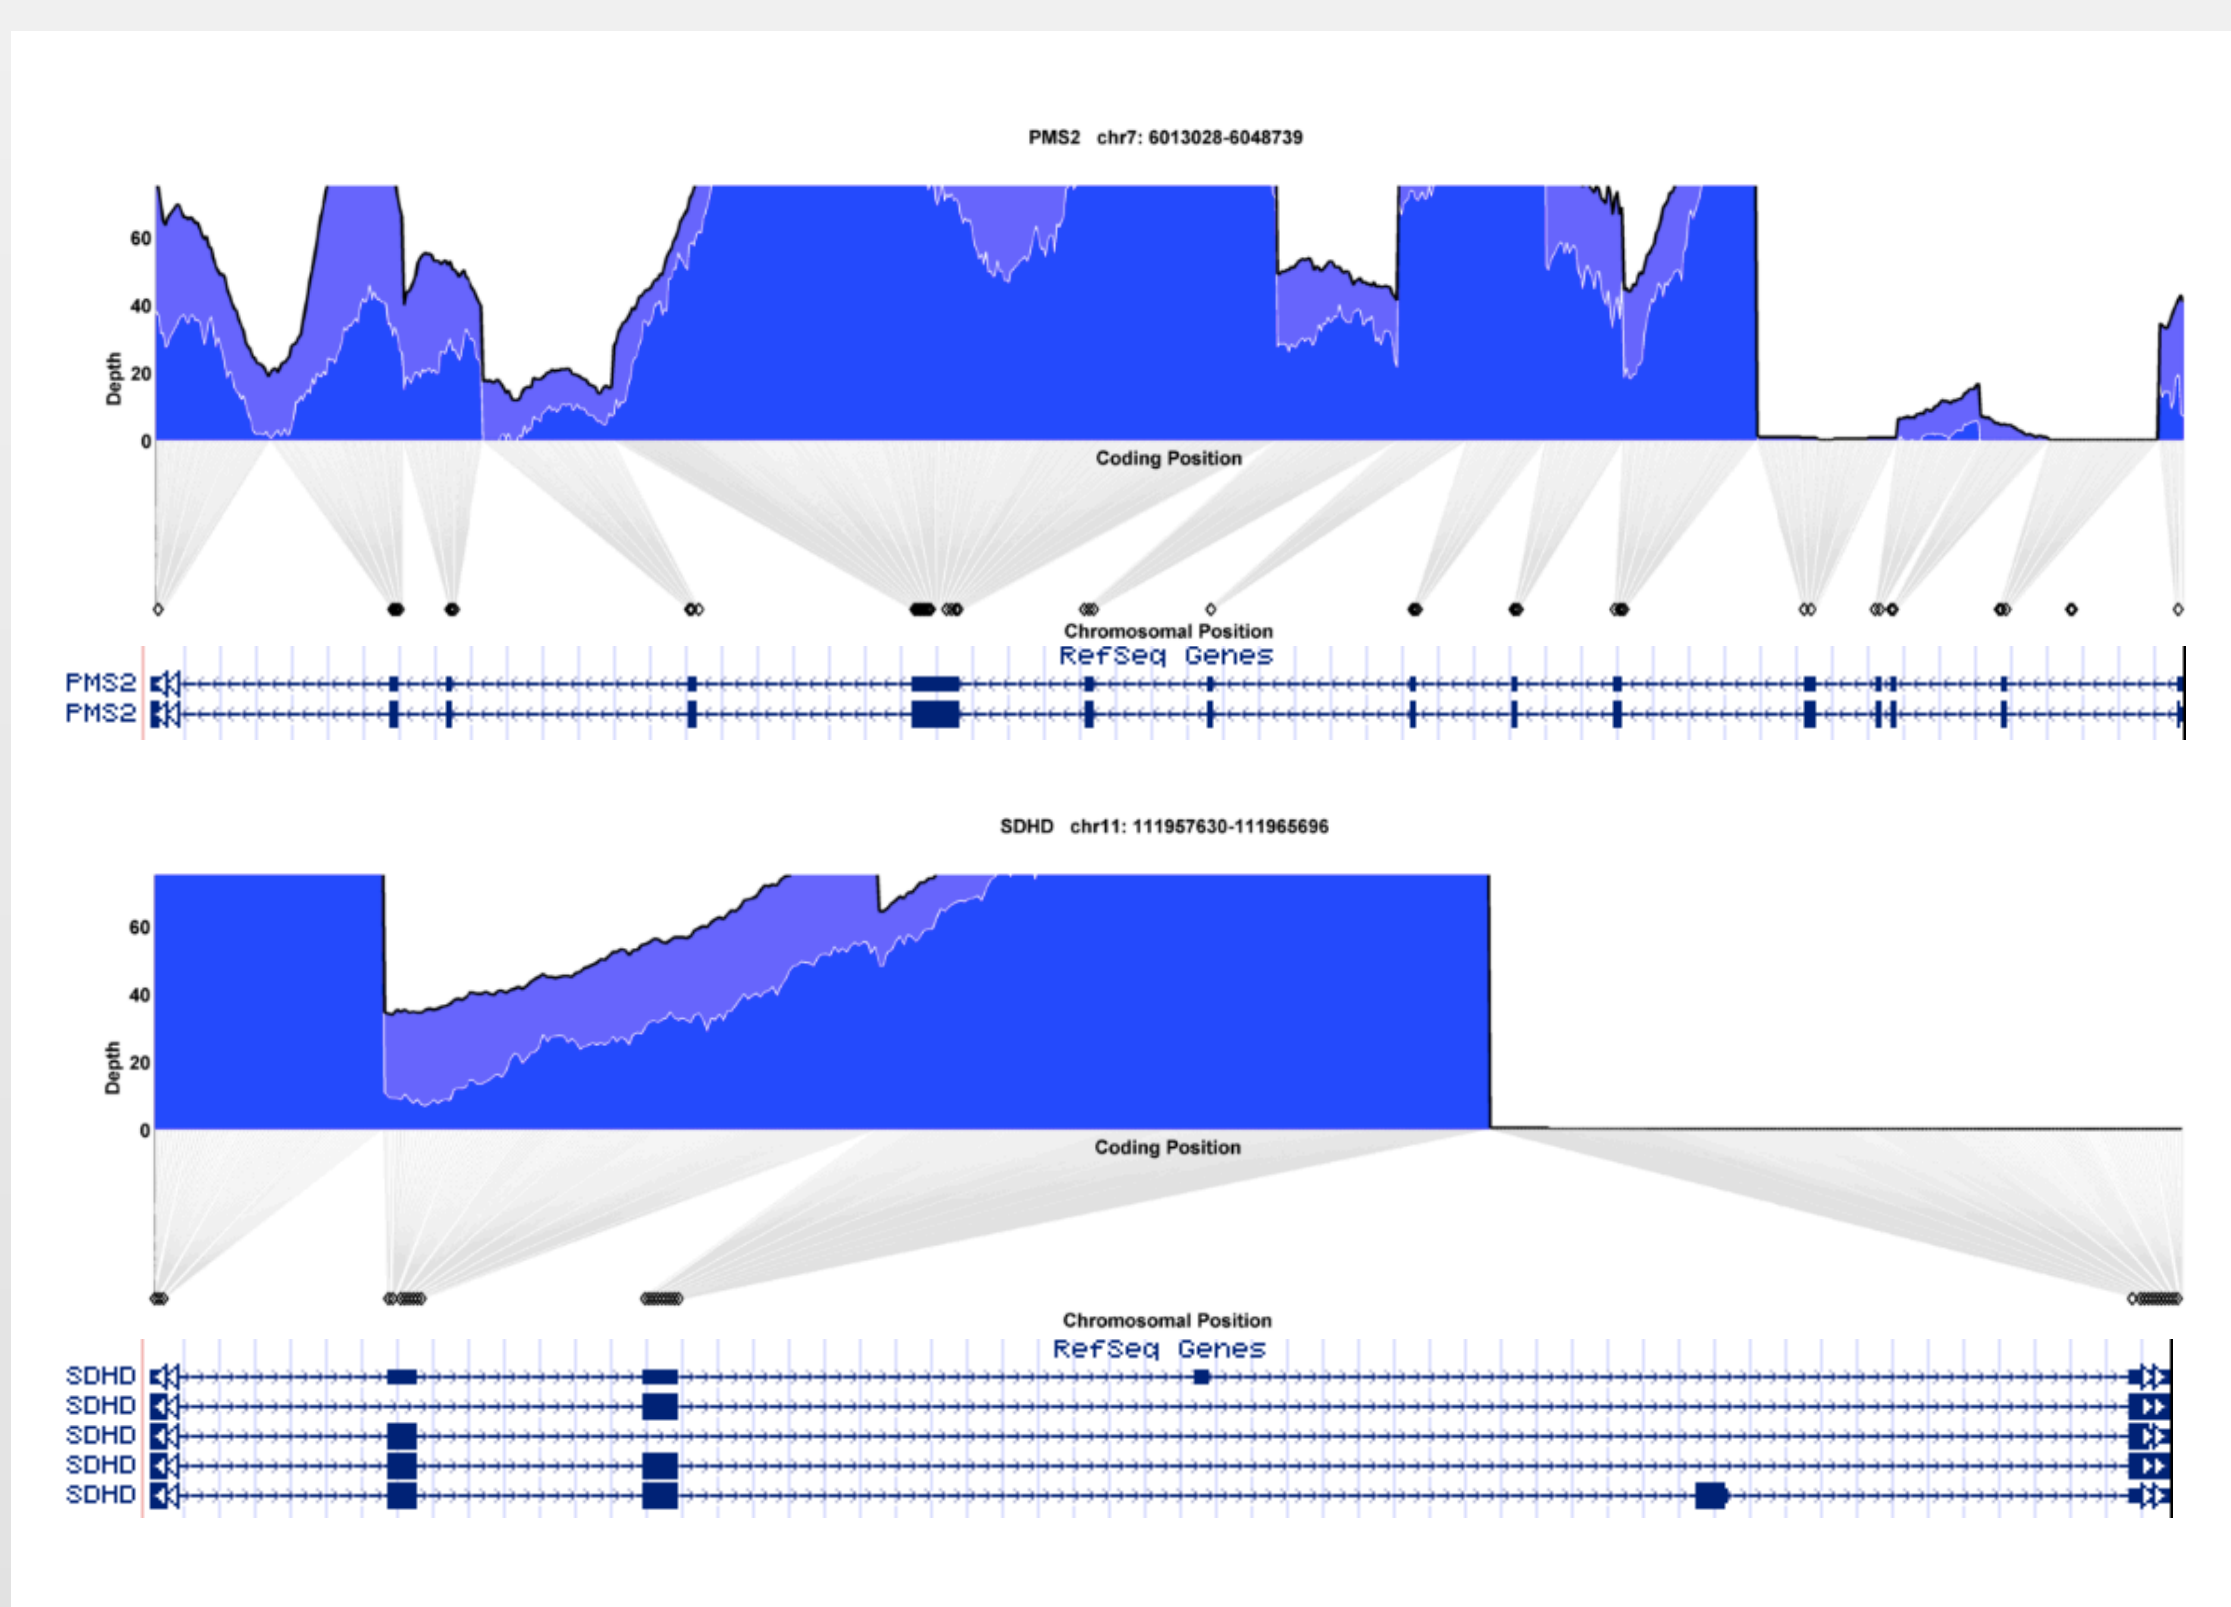 PMS2 chr7: 6013028-6048739
60
40
20
0
Depth
Coding Position
Chromosomal Position
RefSeq Genes
PMS2
PMS2
SDHD chr11: 111957630-111965696
60
40
20
0
Depth
Coding Position
Chromosomal Position
RefSeq Genes
SDHD
SDHD
SDHD
SDHD
SDHD